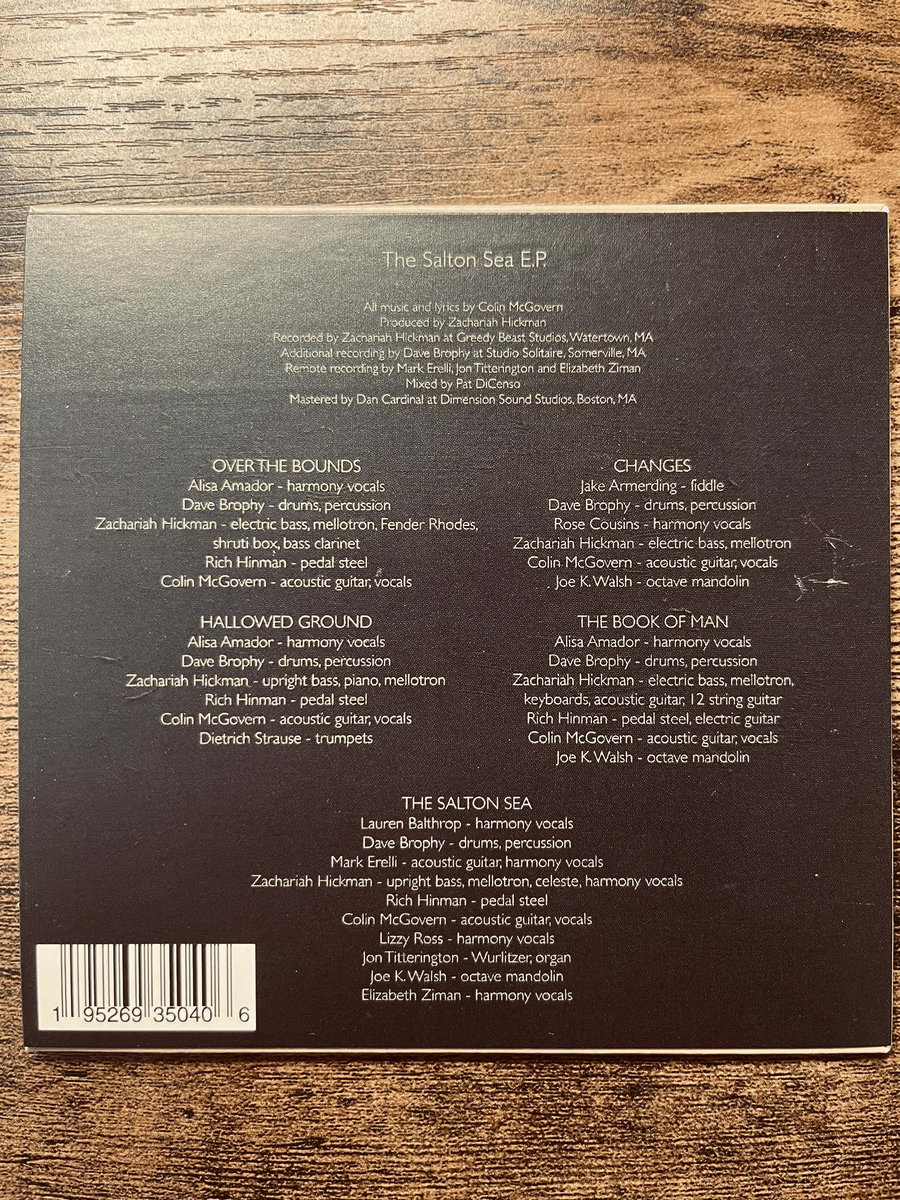 The Salton Sea E.P.
All music and lyrics by Colin McGovern
Produced by Zachariah Hickman
Recorded by Zachariah Hickman at Greedy Beast Studios, Watertown, MA
Additional recording by Dave Brophy at Studio Solitaire, Somerville, MA
Remote recording by Mark Erelli, Jon Titterington and Elizabeth Ziman
Mixed by Pat DiCenso
Mastered by Dan Cardinal at Dimension Sound Studios, Boston, MA
OVER THE BOUNDS
Alisa Amador - harmony vocals
Dave Brophy - drums, percussion
Zachariah Hickman - electric bass, mellotron, Fender Rhodes,
shruti box, bass clarinet
Rich Hinman - pedal steel
Colin McGovern - acoustic guitar, vocals
HALLOWED GROUND
Alisa Amador - harmony vocals
Dave Brophy - drums, percussion
Zachariah Hickman - upright bass, piano, mellotron
Rich Hinman - pedal steel
Colin McGovern - acoustic guitar, vocals
Dietrich Strause - trumpets
CHANGES
Jake Armerding - fiddle
Dave Brophy - drums, percussion
Rose Cousins - harmony vocals
Zachariah Hickman - electric bass, mellotron
Colin McGovern - acoustic guitar, vocals
Joe K. Walsh - octave mandolin
THE BOOK OF MAN
Alisa Amador - harmony vocals
Dave Brophy - drums, percussion
Zachariah Hickman - electric bass, mellotron,
keyboards, acoustic guitar, 12 string guitar
Rich Hinman - pedal steel, electric guitar
Colin McGovern - acoustic guitar, vocals
Joe K. Walsh - octave mandolin
THE SALTON SEA
Lauren Balthrop - harmony vocals
Dave Brophy - drums, percussion
Mark Erelli - acoustic guitar, harmony vocals
Zachariah Hickman - upright bass, mellotron, celeste, harmony vocals
Rich Hinman - pedal steel
Colin McGovern - acoustic guitar, vocals
Lizzy Ross - harmony vocals
Jon Titterington - Wurlitzer, organ
Joe K. Walsh - octave mandolin
Elizabeth Ziman - harmony vocals
1 95269 35040 6